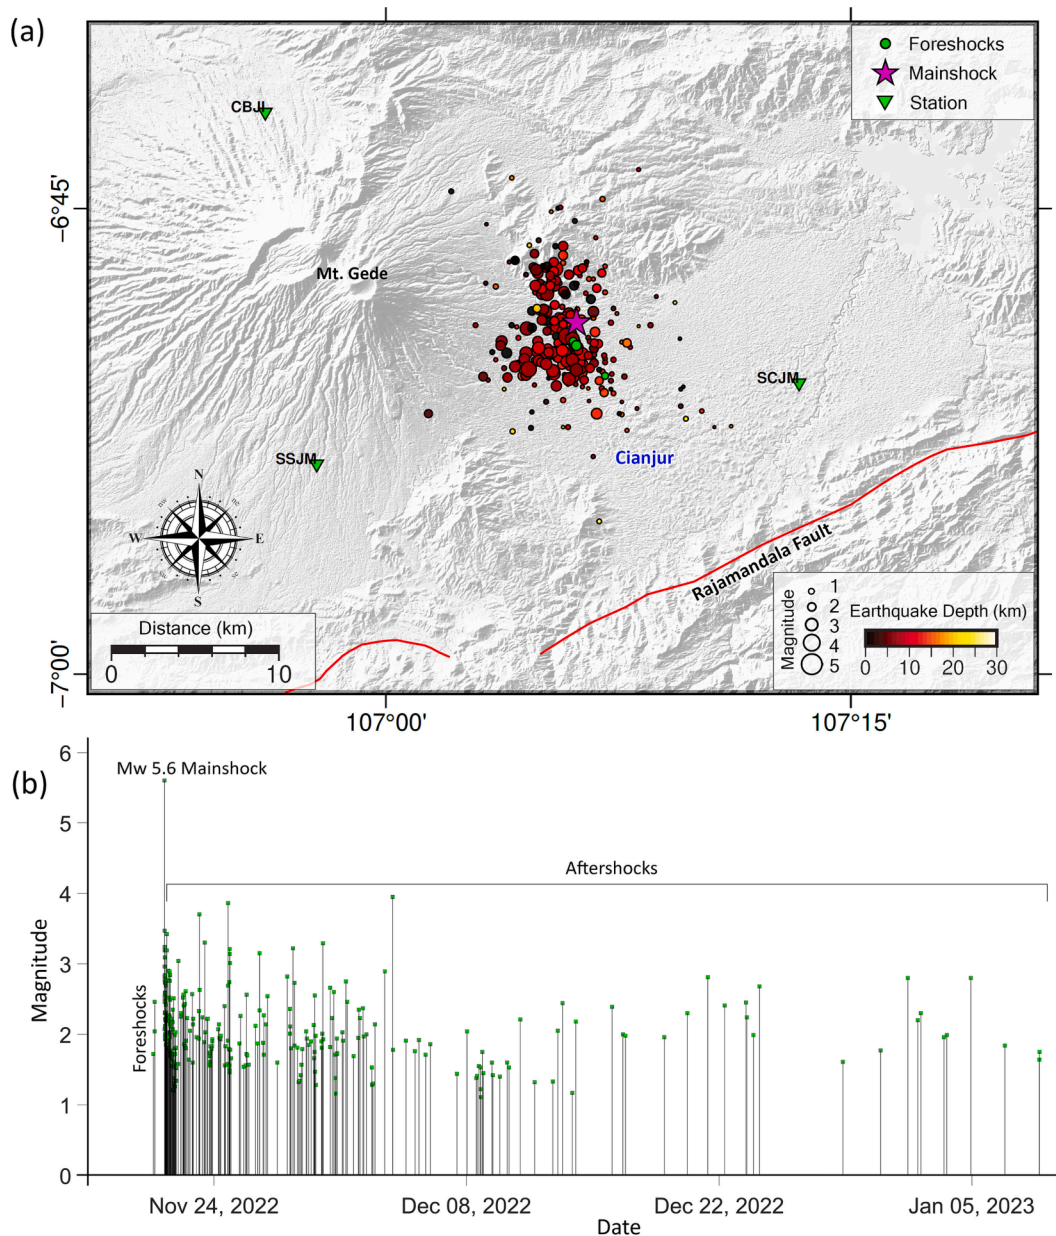 (a)
Foreshocks
Mainshock
Station
CBJI
−6°45'
Mt. Gede
SCJM
SSJM
Cianjur
N
W
E
S
Rajamandala Fault
Distance (km)
0
10
Magnitude
1
2
3
4
5
Earthquake Depth (km)
0 10 20 30
−7°00'
107°00'
107°15'
(b)
6
Mw 5.6 Mainshock
5
Aftershocks
4
Magnitude
3
Foreshocks
2
1
0
Nov 24, 2022
Dec 08, 2022
Dec 22, 2022
Jan 05, 2023
Date